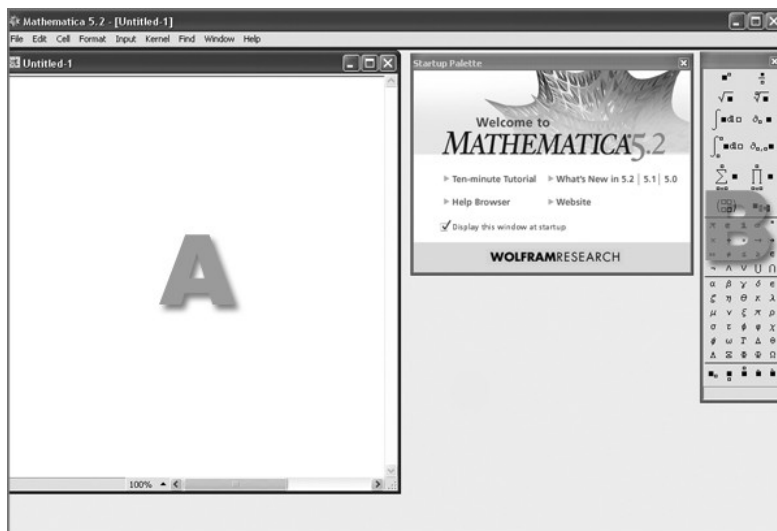 Mathematica 5.2 - [Untitled-1]
File Edit Cell Format Input Kernel Find Window Help
Untitled-1
A
100%
Startup Palette
Welcome to
MATHEMATICA 5.2
Ten-minute Tutorial What's New in 5.2 | 5.1 | 5.0
Help Browser Website
Display this window at startup
WOLFRAMRESEARCH
B
α β γ δ ε
ζ η θ κ λ
μ ν ξ π ρ
σ τ ϕ φ χ
ψ ω Γ Δ Θ
Λ Ξ Φ Ψ Ω